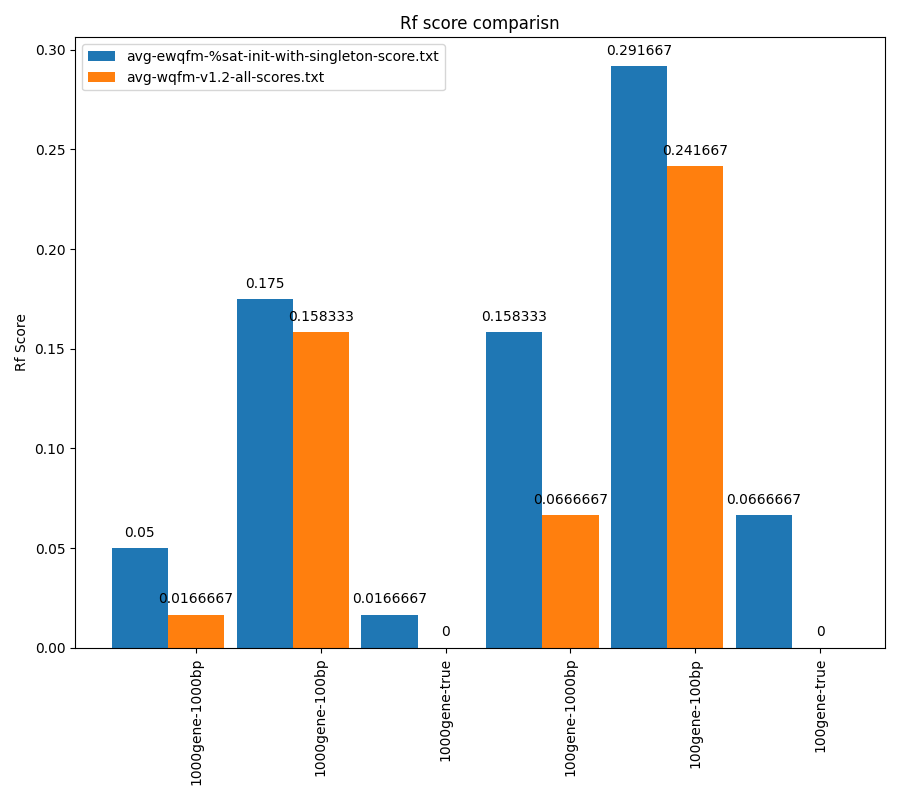 Rf score comparisn
avg-ewqfm-%sat-init-with-singleton-score.txt
avg-wqfm-v1.2-all-scores.txt
Rf Score
0.30
0.25
0.20
0.15
0.10
0.05
0.00
0.05
0.0166667
0.175
0.158333
0.0166667
0
0.158333
0.0666667
0.291667
0.241667
0.0666667
0
1000gene-1000bp
1000gene-100bp
1000gene-true
100gene-1000bp
100gene-100bp
100gene-true